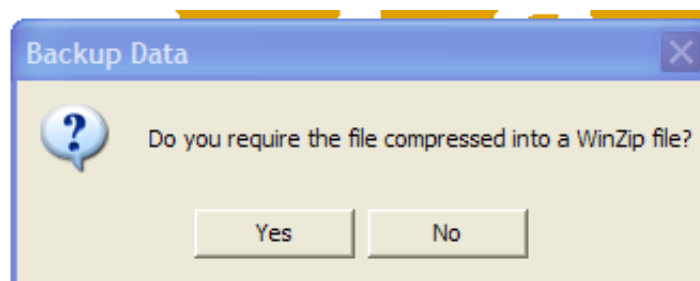 Backup Data
Do you require the file compressed into a WinZip file?
Yes
No